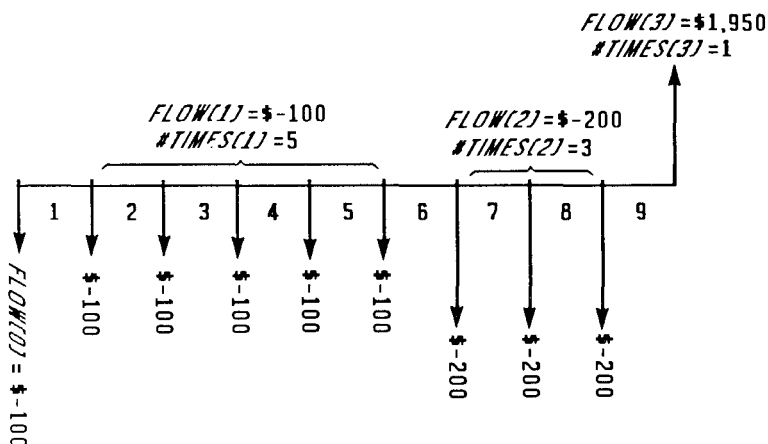 FLOW(3)=$1,950
#TIMES(3)=1
FLOW(1)=$-100
#TIMES(1)=5
FLOW(2)=$-200
#TIMES(2)=3
1 2 3 4 5 6 7 8 9
FLOW(0) = $-100
$-100
$-100
$-100
$-100
$-100
$-200
$-200
$-200